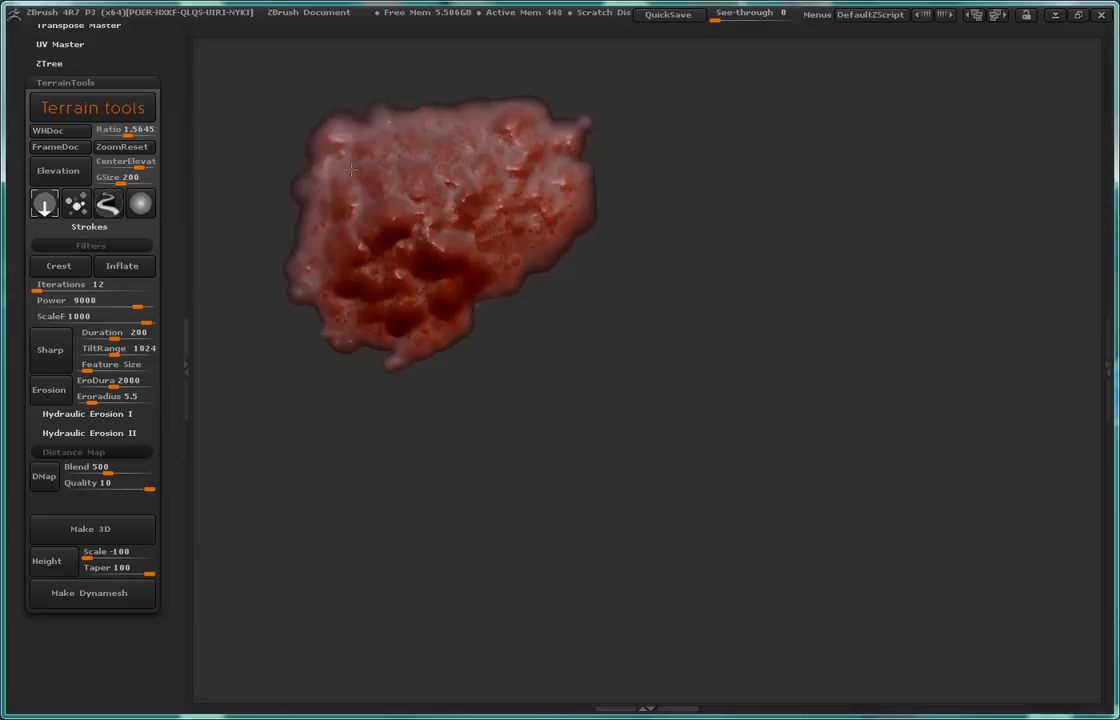 ZBrush 4R7 P3 (x64)[POER-HXKF-QLQS-UIRI-NYKI] ZBrush Document • Free Mem 5.506GB • Active Mem 448 • Scratch Dis QuickSave See-through 0 Menus DefaultZScript
Transpose Master
UV Master
ZTree
TerrainTools
Terrain tools
WHDoc Ratio 1.5645
FrameDoc ZoomReset
Elevation CenterElevat
GSize 200
Strokes
Filters
Crest Inflate
Iterations 12
Power 9000
ScaleF 1000
Sharp Duration 200
TiltRange 1024
Feature Size
Erosion EroDura 2000
Eroradius 5.5
Hydraulic Erosion I
Hydraulic Erosion II
Distance Map
DMap Blend 500
Quality 10
Make 3D
Height Scale -100
Taper 100
Make Dynamesh